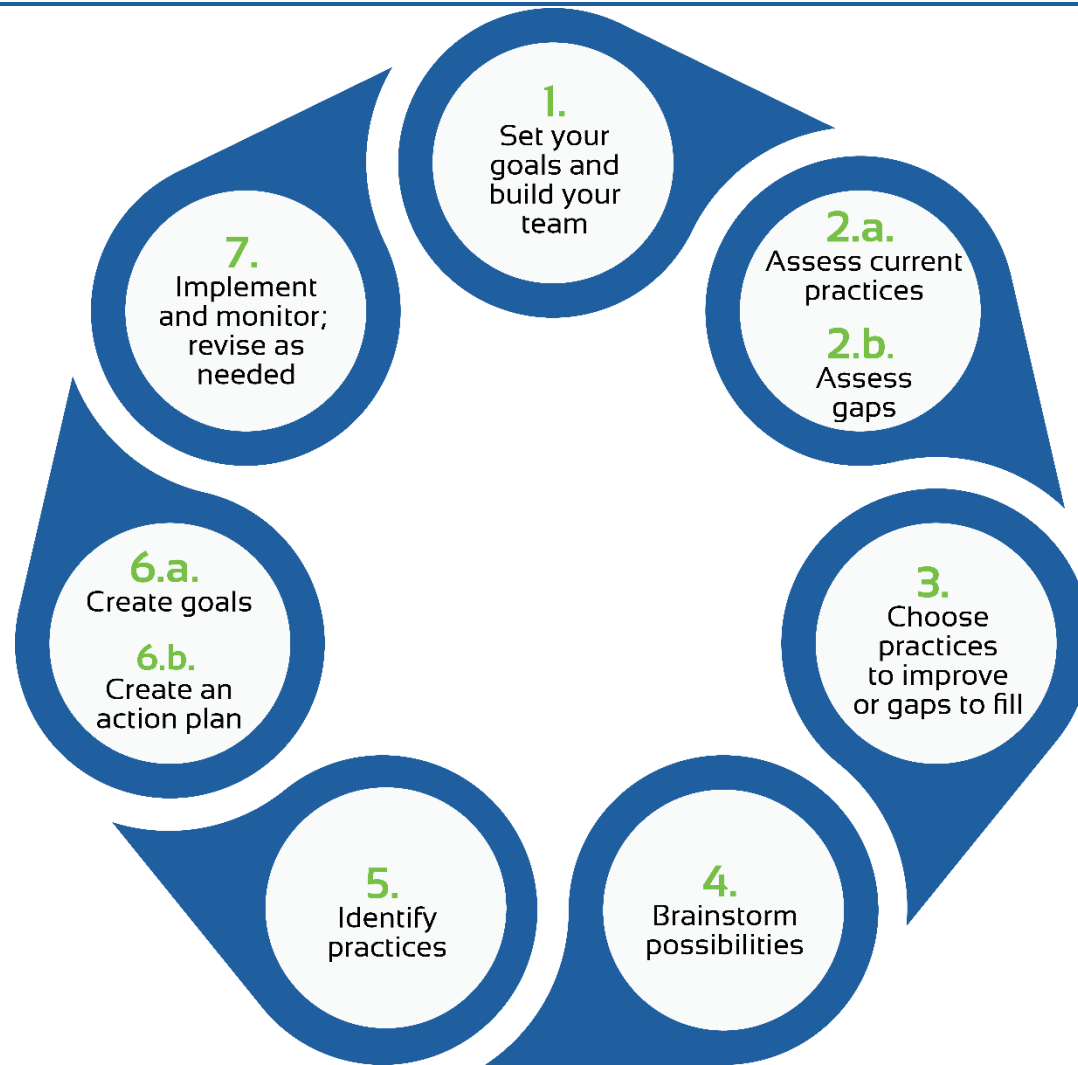 1.
Set your
goals and
build your
team
2.a.
Assess current
practices
2.b.
Assess
gaps
3.
Choose
practices
to improve
or gaps to fill
4.
Brainstorm
possibilities
5.
Identify
practices
6.a.
Create goals
6.b.
Create an
action plan
7.
Implement
and monitor;
revise as
needed